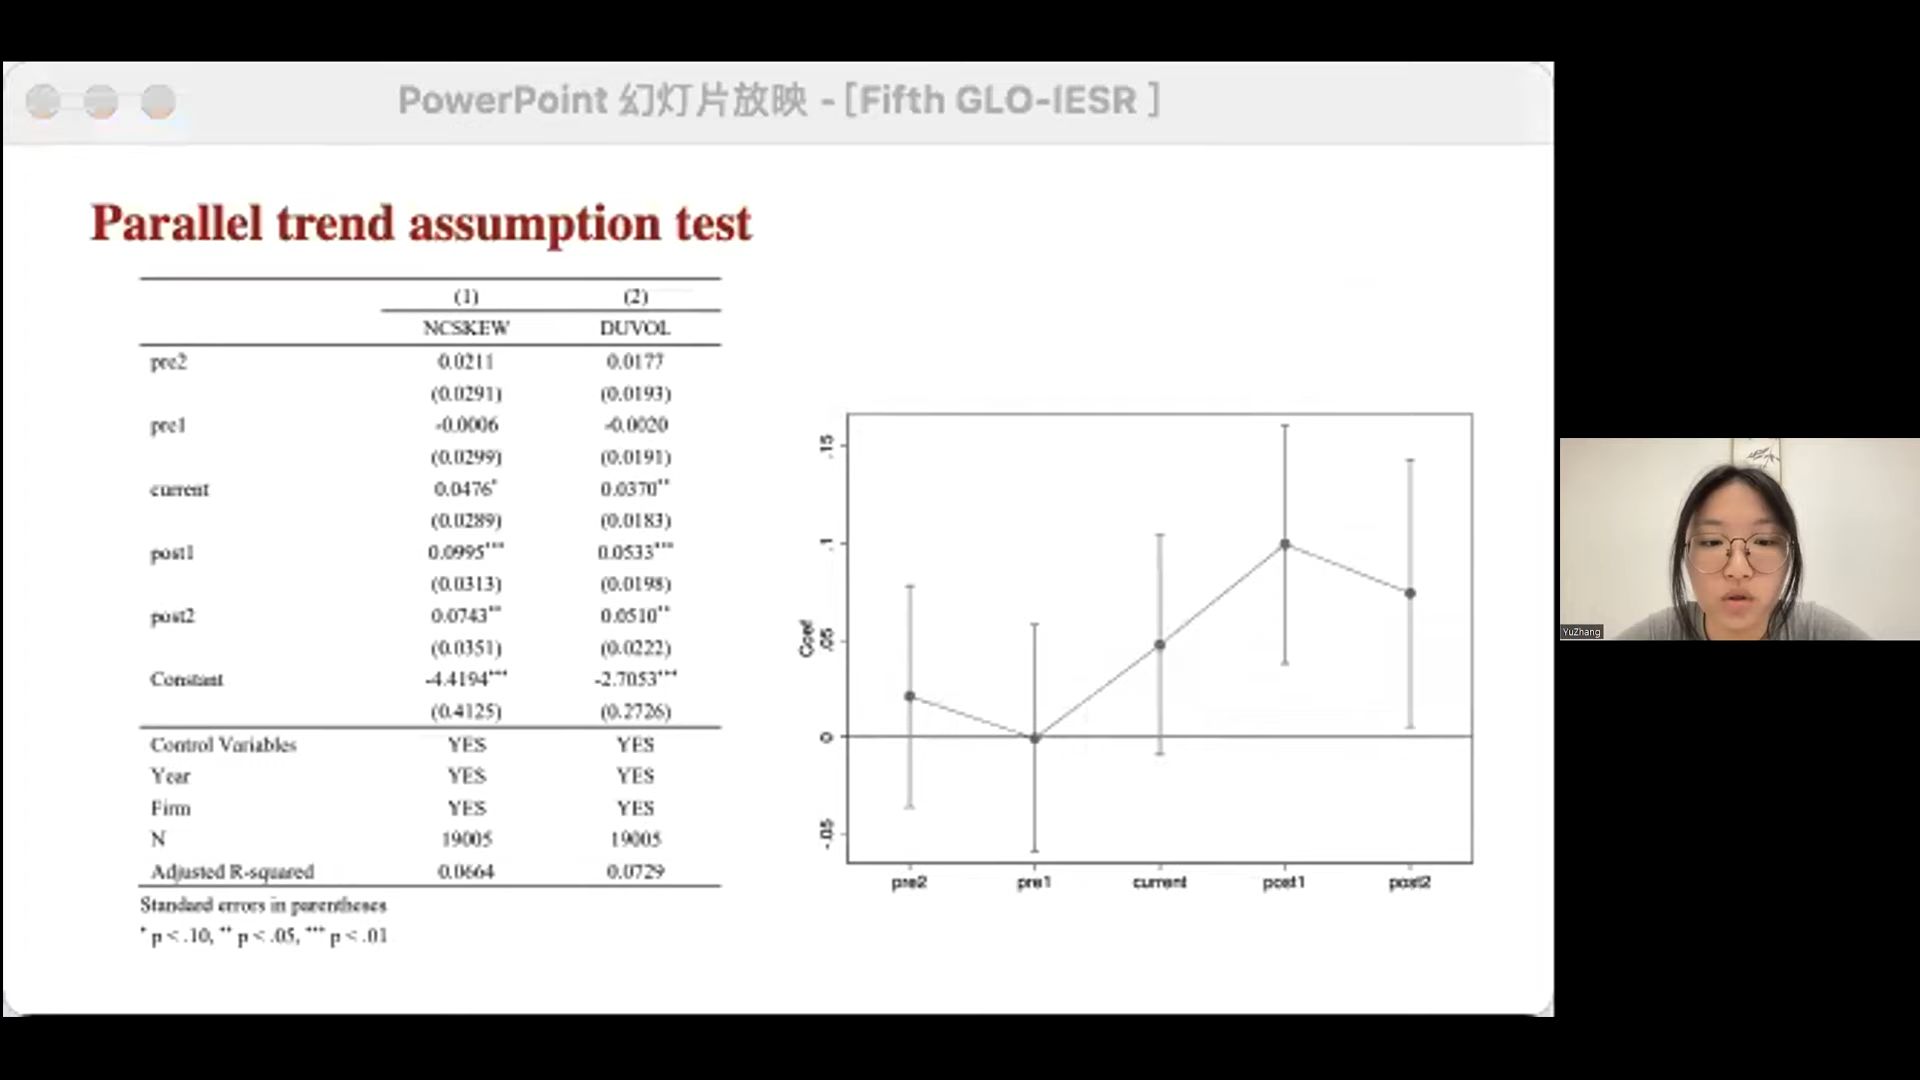 PowerPoint 幻灯片放映 - [Fifth GLO-IESR ]
Parallel trend assumption test
(1) (2)
NCSKEW DUVOL
pre2 0.0211 0.0177
(0.0291) (0.0193)
pre1 -0.0006 -0.0020
(0.0299) (0.0191)
current 0.0476* 0.0370**
(0.0289) (0.0183)
post1 0.0995*** 0.0533***
(0.0313) (0.0198)
post2 0.0743** 0.0510**
(0.0351) (0.0222)
Constant -4.4194*** -2.7053***
(0.4125) (0.2726)
Control Variables YES YES
Year YES YES
Firm YES YES
N 19005 19005
Adjusted R-squared 0.0664 0.0729
Standard errors in parentheses
* p < .10, ** p < .05, *** p < .01
Coef
.15
.1
.05
0
-.05
pre2 pre1 current post1 post2
YuZhang